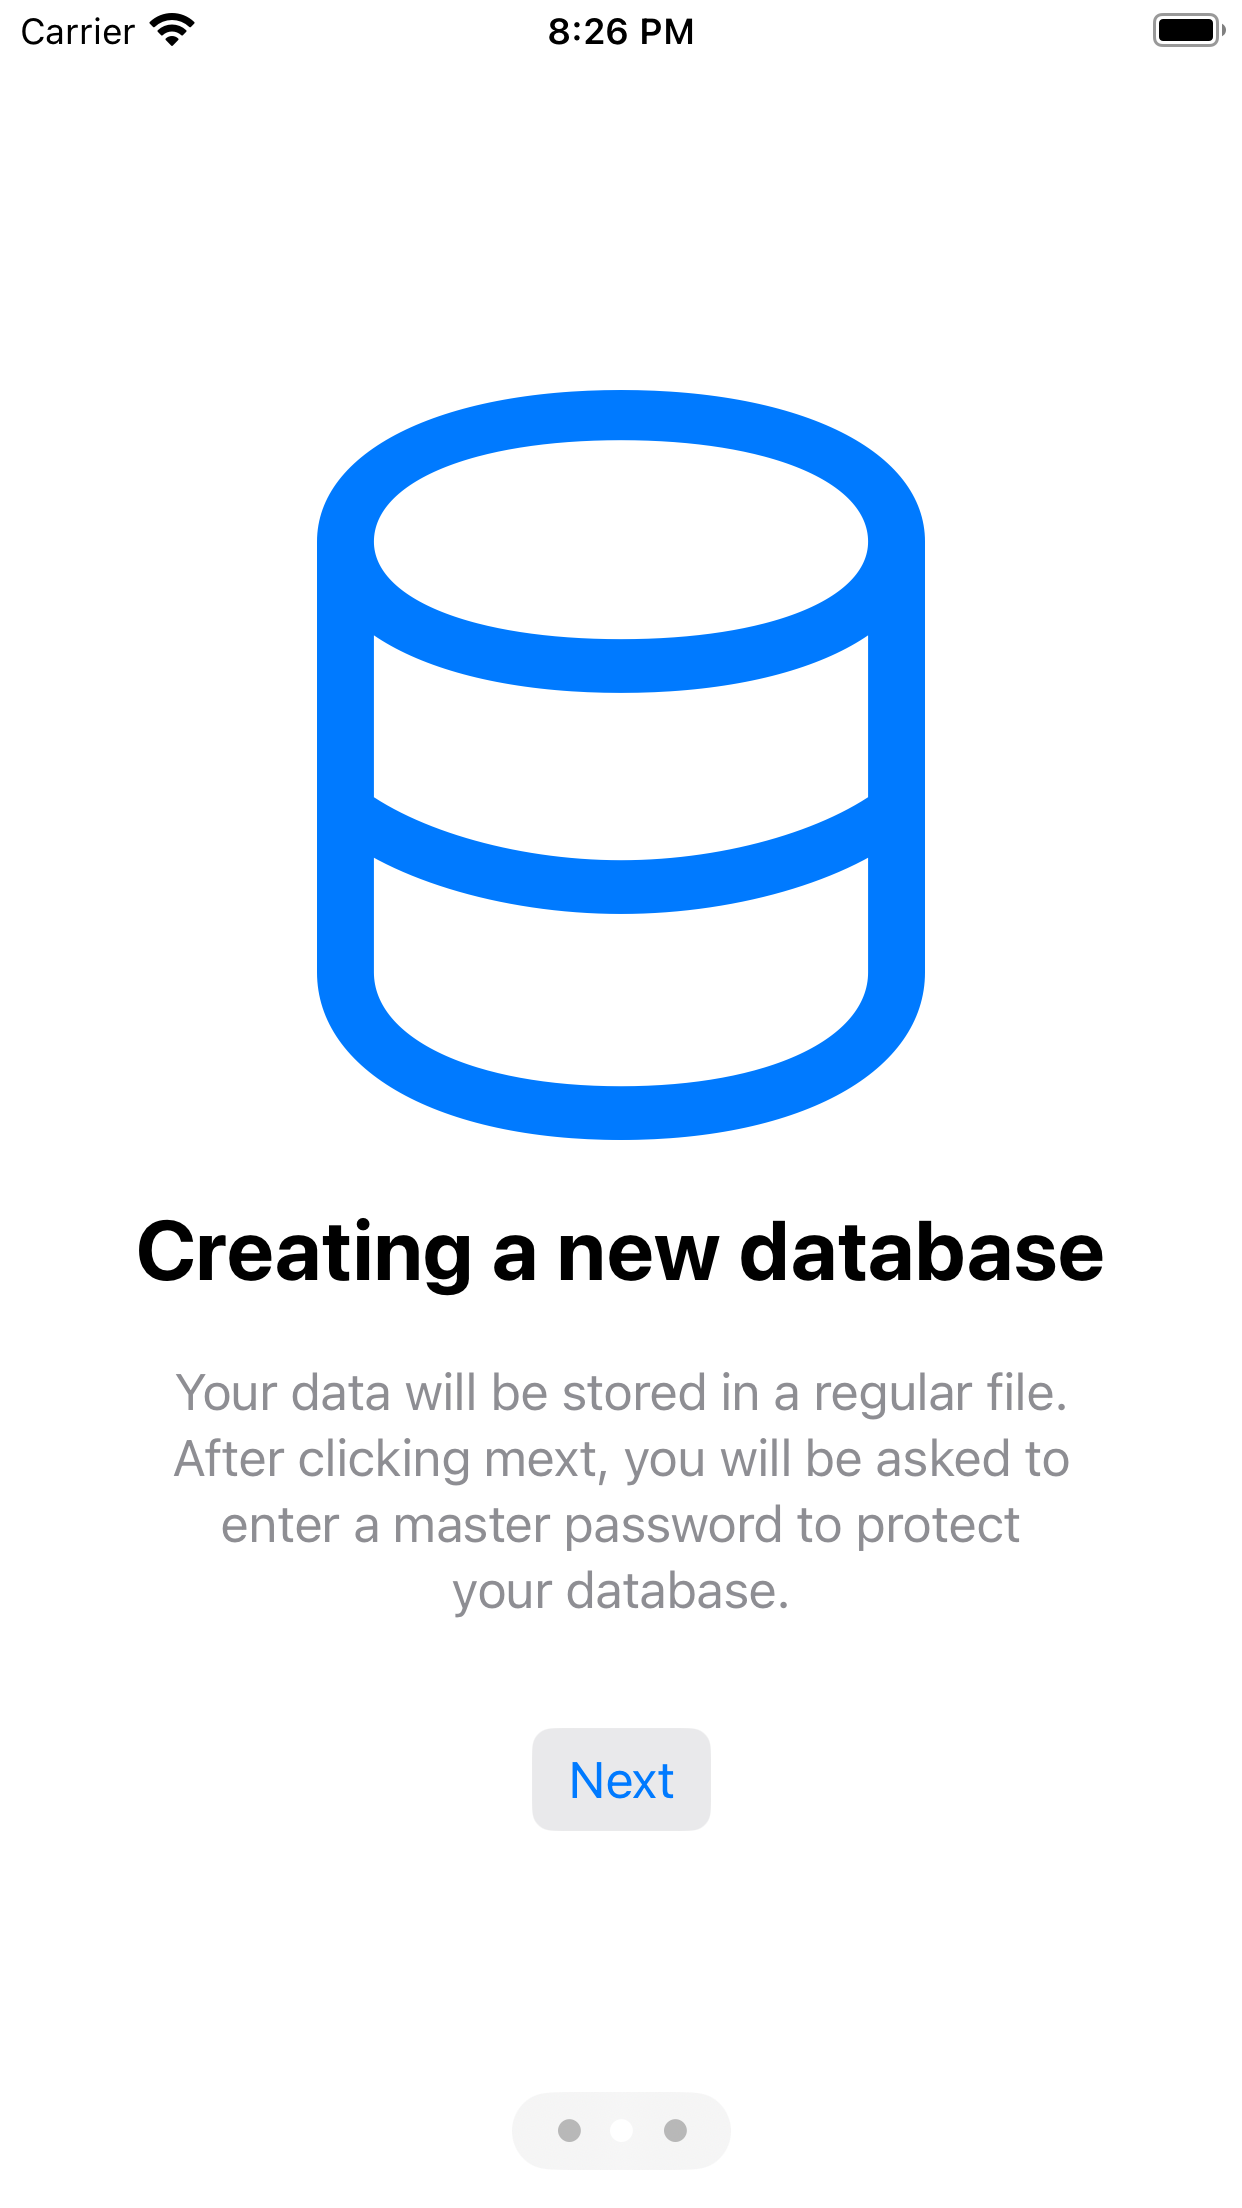 Carrier
8:26 PM
Creating a new database
Your data will be stored in a regular file.
After clicking mext, you will be asked to
enter a master password to protect
your database.
Next